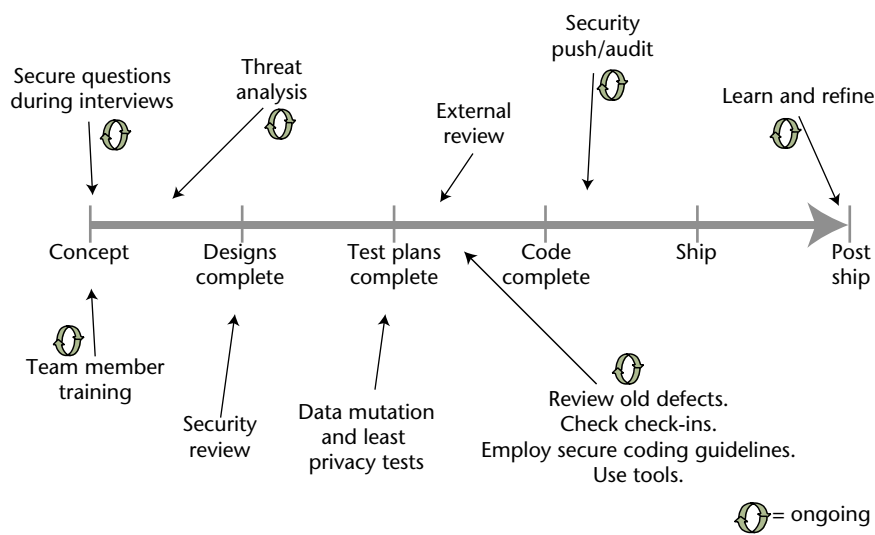 Security
push/audit
Secure questions
during interviews
Threat
analysis
External
review
Learn and refine
Concept
Designs
complete
Test plans
complete
Code
complete
Ship
Post
ship
Team member
training
Security
review
Data mutation
and least
privacy tests
Review old defects.
Check check-ins.
Employ secure coding guidelines.
Use tools.
= ongoing